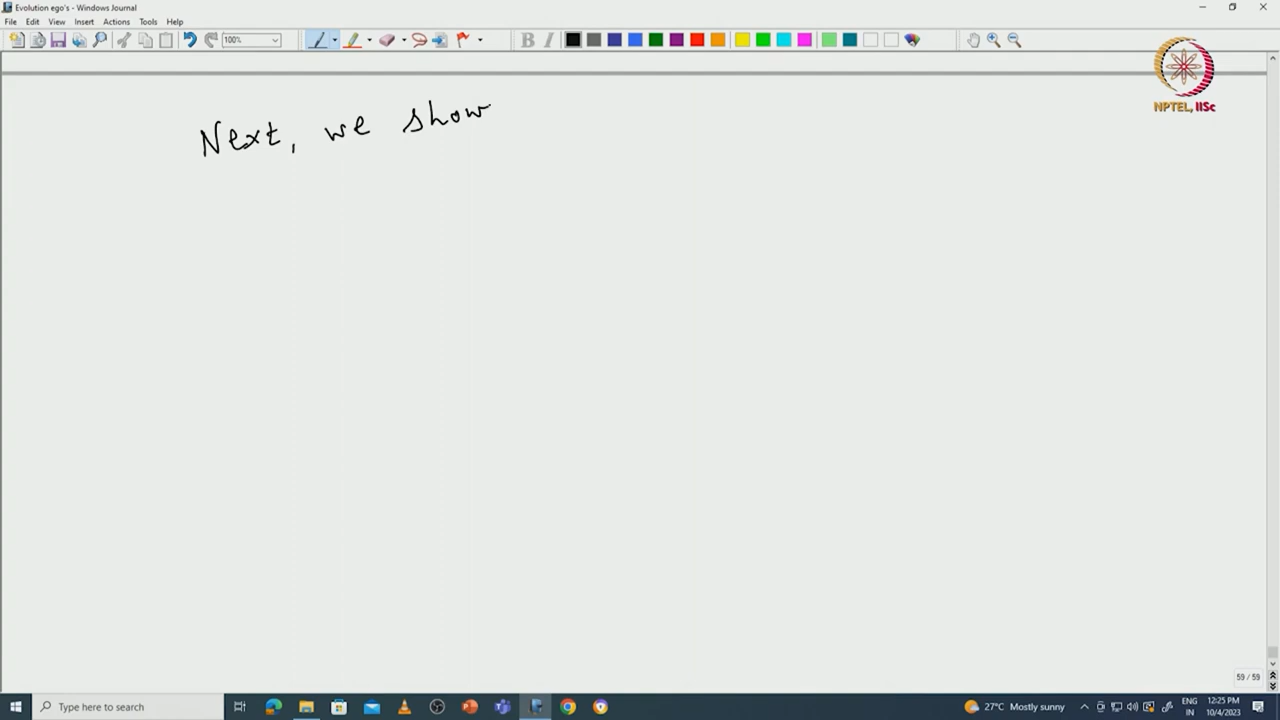 Evolution ego's - Windows Journal
File Edit View Insert Actions Tools Help
100%
B I
NPTEL, IISc
Next, we show
59 / 59
Type here to search
27°C Mostly sunny
ENG
IN
12:25 PM
10/4/2023